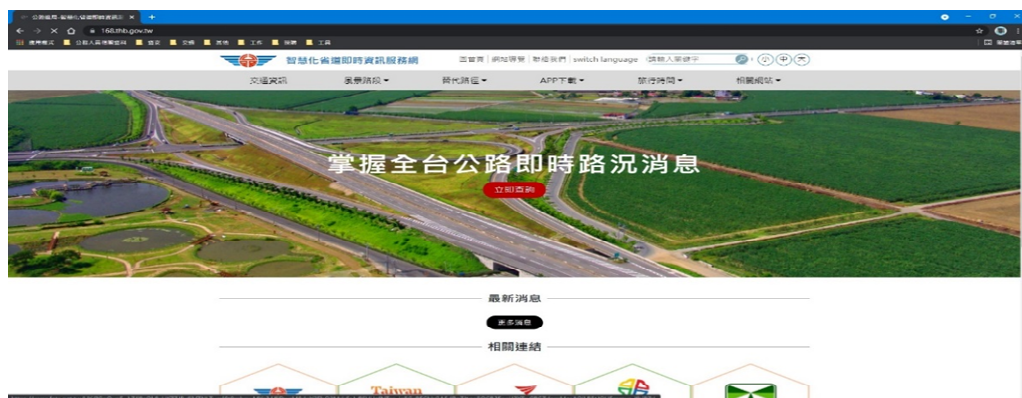 168.thb.gov.tw
智慧化省道即時資訊服務網
回首頁 | 網站導覽 | 聯絡我們 | switch language
請輸入關鍵字
小 中 大
交通資訊 風景路段 替代路徑 APP下載 旅行時間 相關網站
掌握全台公路即時路況消息
立即查詢
最新消息
更多消息
相關連結
Taiwan